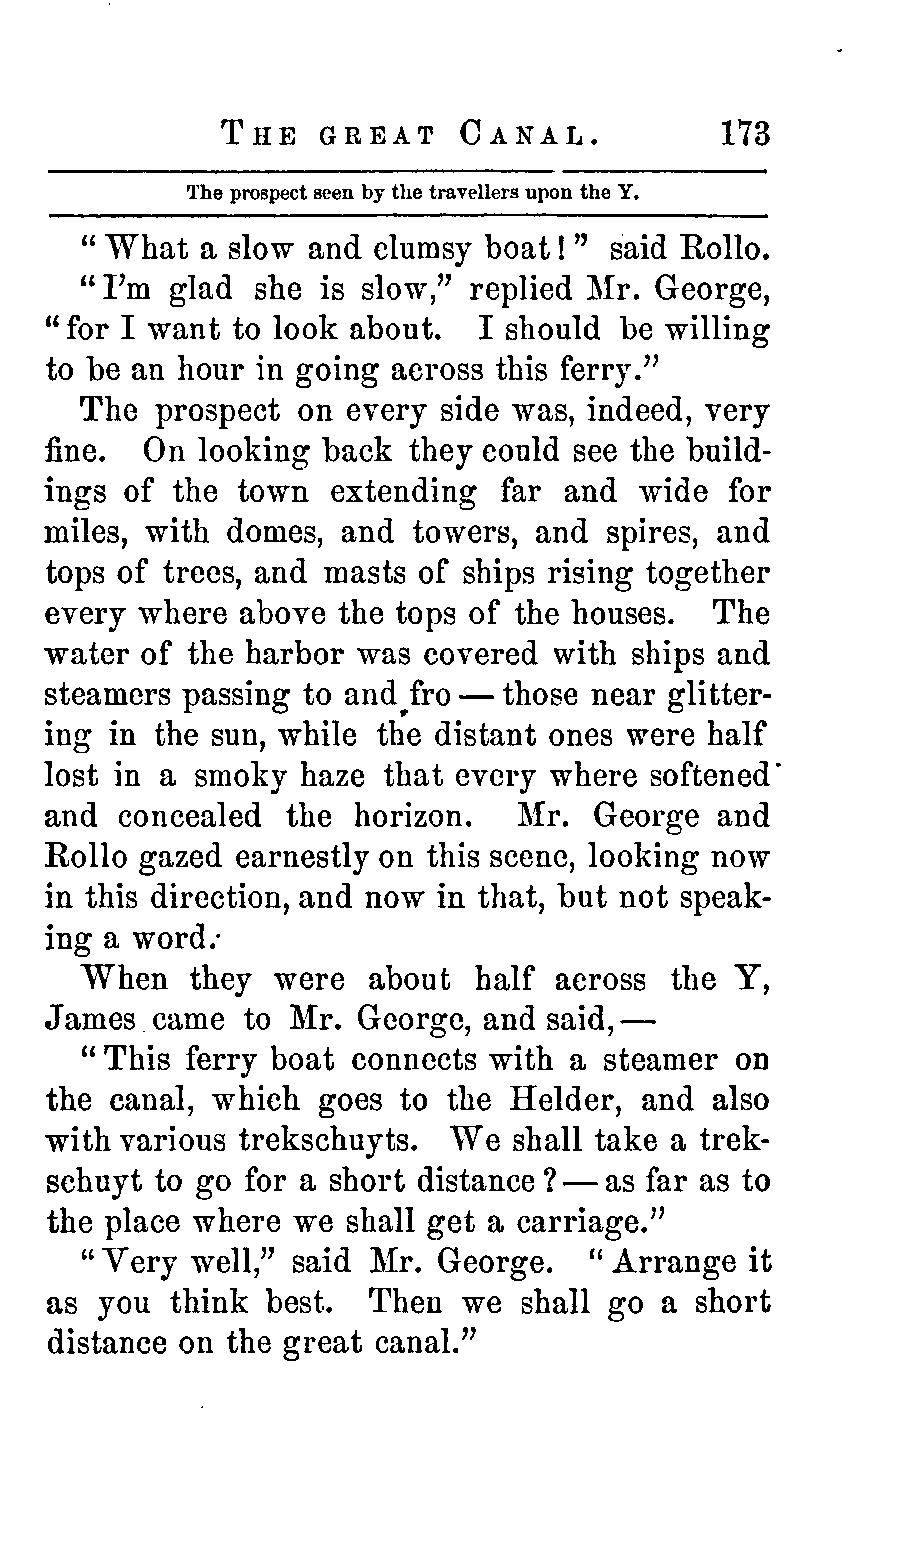 THE GREAT CANAL. 173
The prospect seen by the travellers upon the Y.
"What a slow and clumsy boat!" said Rollo.
"I'm glad she is slow," replied Mr. George,
"for I want to look about. I should be willing
to be an hour in going across this ferry."
The prospect on every side was, indeed, very
fine. On looking back they could see the build-
ings of the town extending far and wide for
miles, with domes, and towers, and spires, and
tops of trees, and masts of ships rising together
every where above the tops of the houses. The
water of the harbor was covered with ships and
steamers passing to and fro — those near glitter-
ing in the sun, while the distant ones were half
lost in a smoky haze that every where softened
and concealed the horizon. Mr. George and
Rollo gazed earnestly on this scene, looking now
in this direction, and now in that, but not speak-
ing a word.
When they were about half across the Y,
James came to Mr. George, and said, —
"This ferry boat connects with a steamer on
the canal, which goes to the Helder, and also
with various trekschuyts. We shall take a trek-
schuyt to go for a short distance? — as far as to
the place where we shall get a carriage."
"Very well," said Mr. George. "Arrange it
as you think best. Then we shall go a short
distance on the great canal."